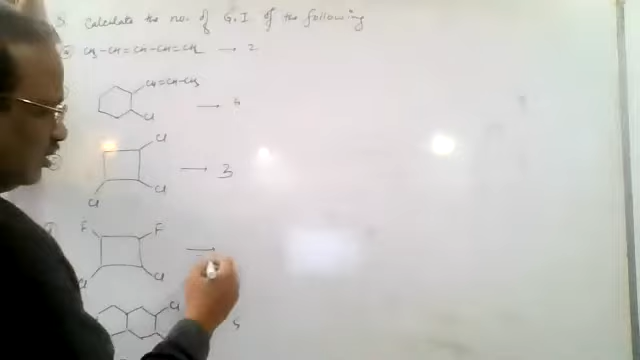 Calculate the no. of G.I. of the following
CH3-CH=CH-CH=CH2 → 2
CH=CH-CH3
Cl →
Cl
Cl → 3
Cl
F F
Cl Cl →
Cl